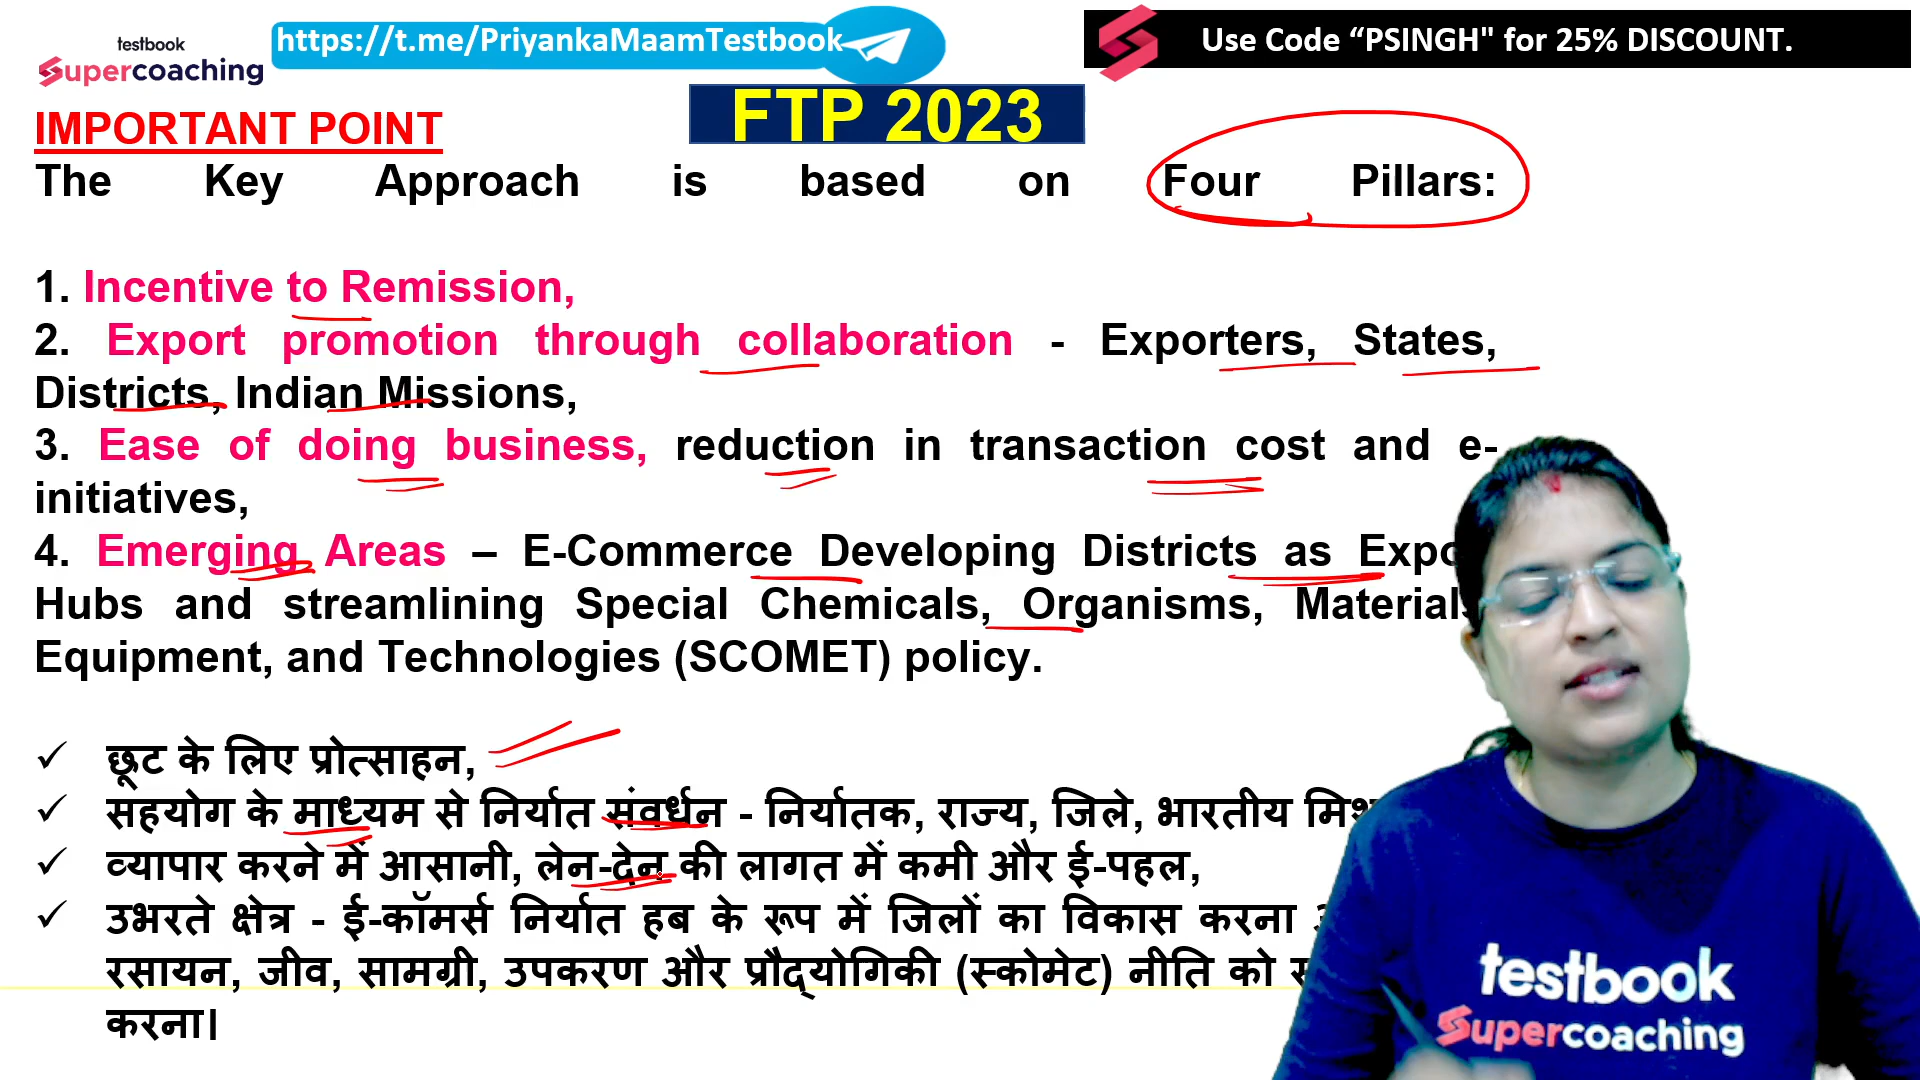 testbook
Supercoaching
https://t.me/PriyankaMaamTestbook
Use Code “PSINGH" for 25% DISCOUNT.
FTP 2023
IMPORTANT POINT
The Key Approach is based on Four Pillars:
1. Incentive to Remission,
2. Export promotion through collaboration - Exporters, States,
Districts, Indian Missions,
3. Ease of doing business, reduction in transaction cost and e-
initiatives,
4. Emerging Areas – E-Commerce Developing Districts as
Hubs and streamlining Special Chemicals, Organisms,
Equipment, and Technologies (SCOMET) policy.
✓ छूट के लिए प्रोत्साहन,
✓ सहयोग के माध्यम से निर्यात संवर्धन - निर्यातक, राज्य, जिले, भारतीय
✓ व्यापार करने में आसानी, लेन-देन की लागत में कमी और ई-पहल,
✓ उभरते क्षेत्र - ई-कॉमर्स निर्यात हब के रूप में जिलों का विकास करना
रसायन, जीव, सामग्री, उपकरण और प्रौद्योगिकी (स्कोमेट) नीति को
करना।
testbook
Supercoaching